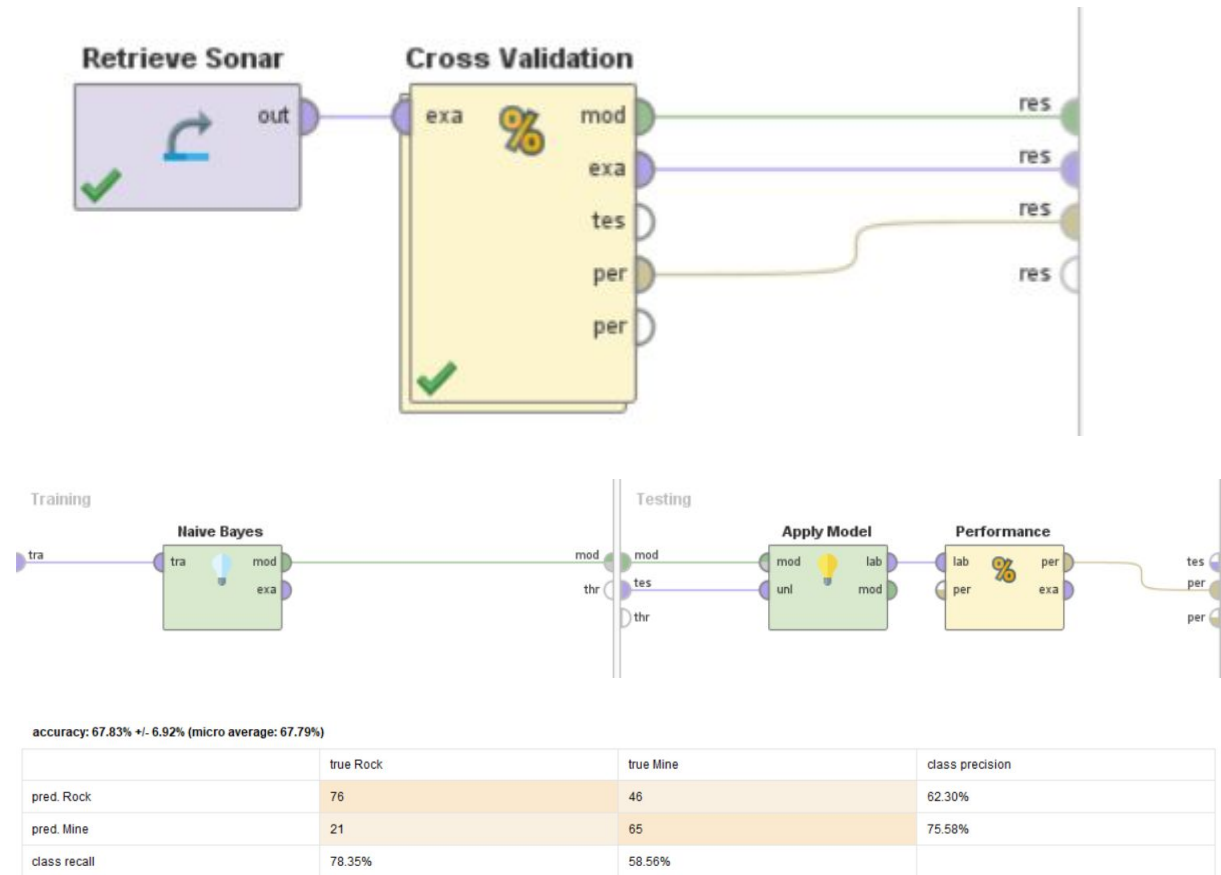 Retrieve Sonar
Cross Validation
out
exa
mod
res
exa
res
tes
res
per
res
per
Training
Testing
Naive Bayes
Apply Model
Performance
tra
tra
mod
mod
mod
mod
lab
lab
per
tes
exa
thr
tes
unl
mod
per
exa
per
thr
per
accuracy: 67.83% +/- 6.92% (micro average: 67.79%)
true Rock true Mine class precision
pred. Rock 76 46 62.30%
pred. Mine 21 65 75.58%
class recall 78.35% 58.56%